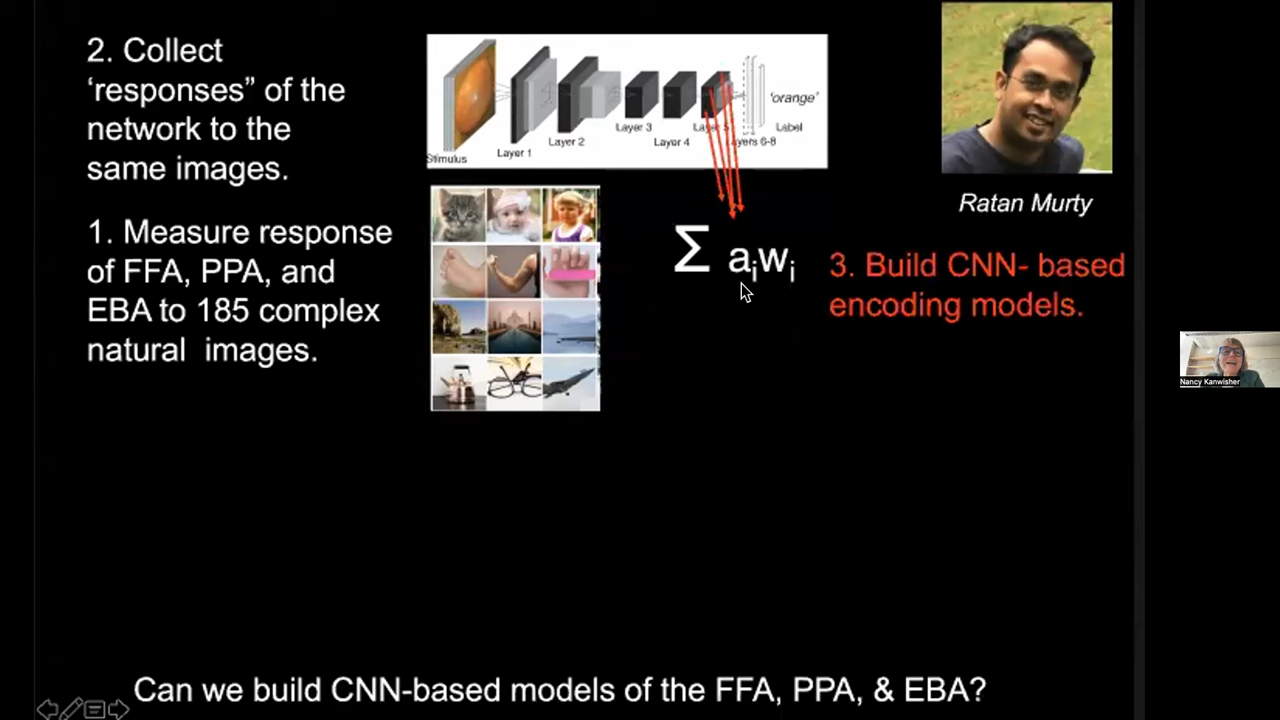 2. Collect
‘responses” of the
network to the
same images.
Stimulus
Layer 1
Layer 2
Layer 3
Layer 4
Layers 6-8
‘orange’
Label
Ratan Murty
1. Measure response
of FFA, PPA, and
EBA to 185 complex
natural images.
Σ aᵢwᵢ
3. Build CNN- based
encoding models.
Nancy Kanwisher
Can we build CNN-based models of the FFA, PPA, & EBA?